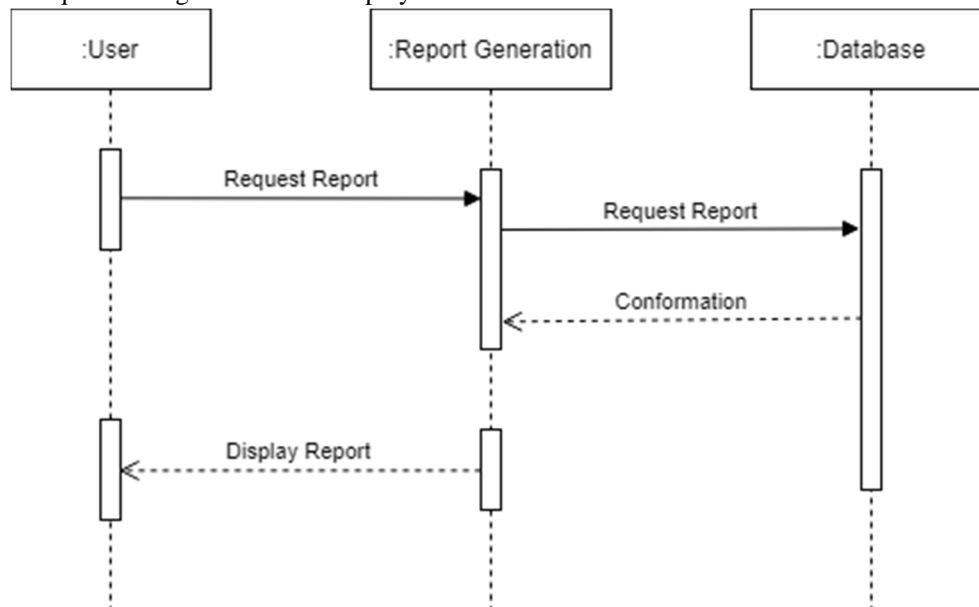 :User
:Report Generation
:Database
Request Report
Request Report
Conformation
Display Report